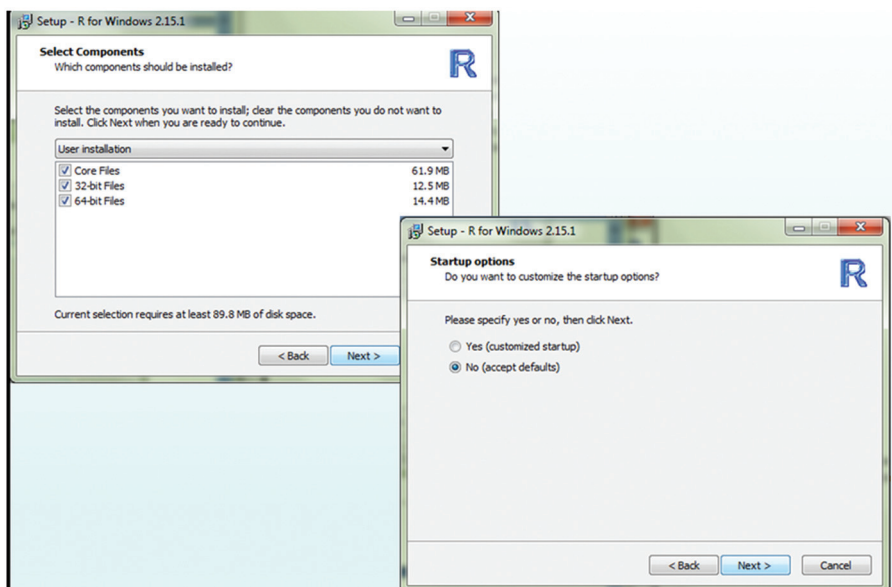 Setup - R for Windows 2.15.1
Select Components
Which components should be installed?
R
Select the components you want to install; clear the components you do not want to
install. Click Next when you are ready to continue.
User installation
Core Files 61.9 MB
32-bit Files 12.5 MB
64-bit Files 14.4 MB
Current selection requires at least 89.8 MB of disk space.
< Back Next >
Setup - R for Windows 2.15.1
Startup options
Do you want to customize the startup options?
R
Please specify yes or no, then click Next.
Yes (customized startup)
No (accept defaults)
< Back Next > Cancel